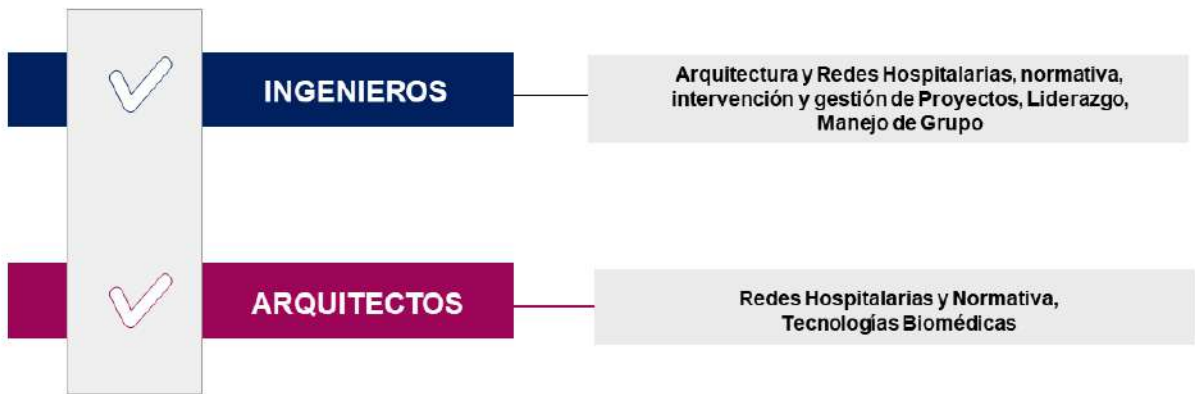 INGENIEROS
Arquitectura y Redes Hospitalarias, normativa,
intervención y gestión de Proyectos, Liderazgo,
Manejo de Grupo
ARQUITECTOS
Redes Hospitalarias y Normativa,
Tecnologías Biomédicas